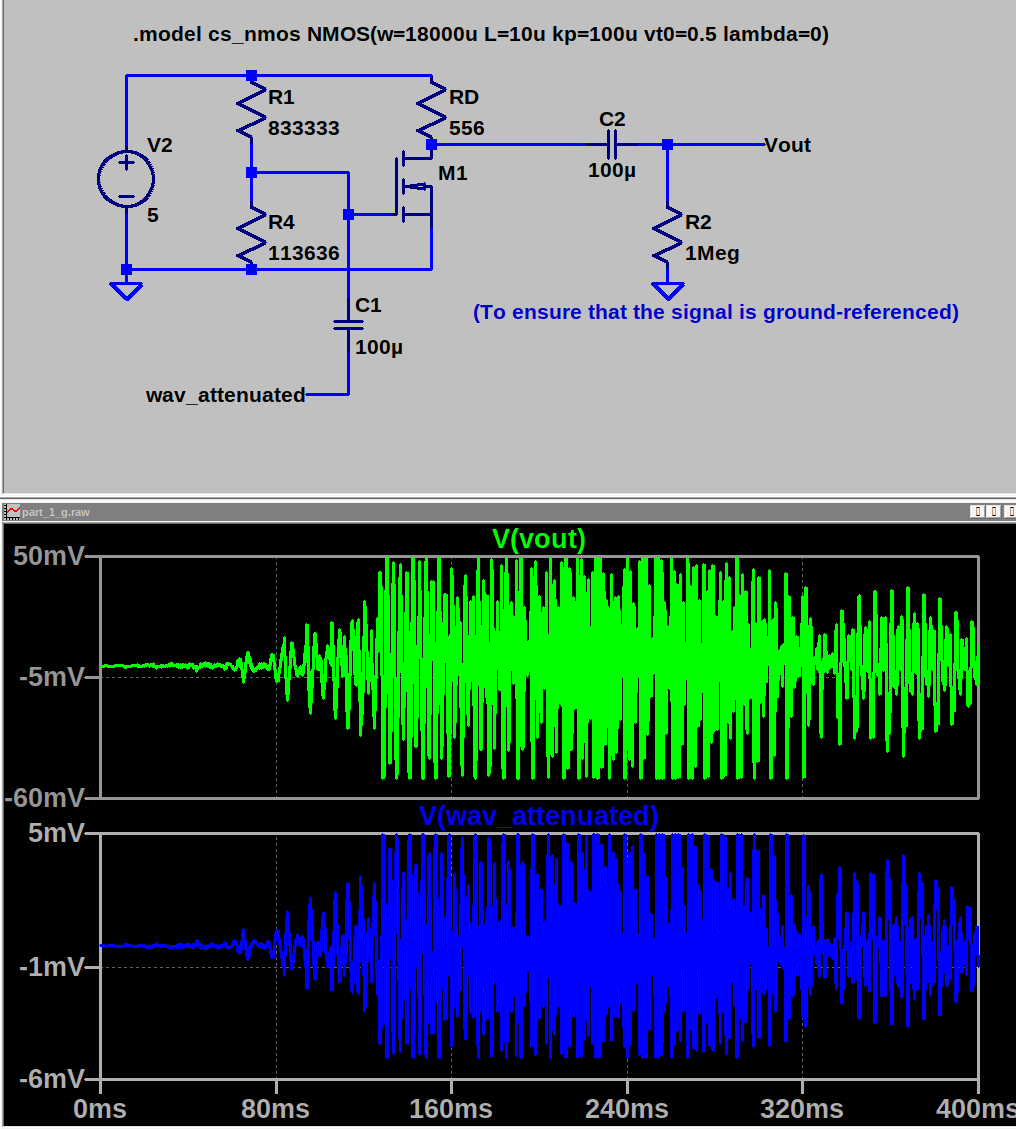 .model cs_nmos NMOS(w=18000u L=10u kp=100u vt0=0.5 lambda=0)
R1
833333
RD
556
C2
100µ
Vout
V2
5
M1
R4
113636
R2
1Meg
C1
100µ
(To ensure that the signal is ground-referenced)
wav_attenuated
part_1_g.raw
V(vout)
50mV
-5mV
-60mV
V(wav_attenuated)
5mV
-1mV
-6mV
0ms 80ms 160ms 240ms 320ms 400ms